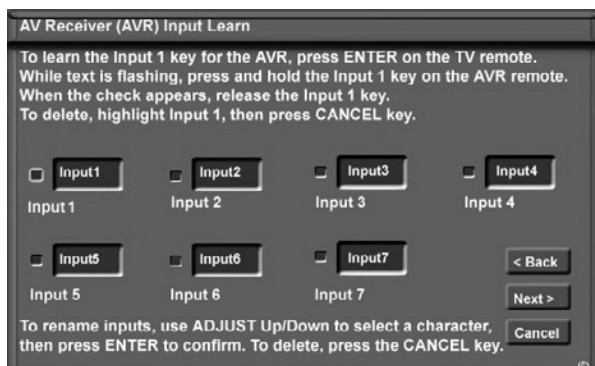 AV Receiver (AVR) Input Learn
To learn the Input 1 key for the AVR, press ENTER on the TV remote.
While text is flashing, press and hold the Input 1 key on the AVR remote.
When the check appears, release the Input 1 key.
To delete, highlight Input 1, then press CANCEL key.
Input1 Input2 Input3 Input4
Input 1 Input 2 Input 3 Input 4
Input5 Input6 Input7 < Back
Input 5 Input 6 Input 7 Next >
To rename inputs, use ADJUST Up/Down to select a character,
then press ENTER to confirm. To delete, press the CANCEL key. Cancel